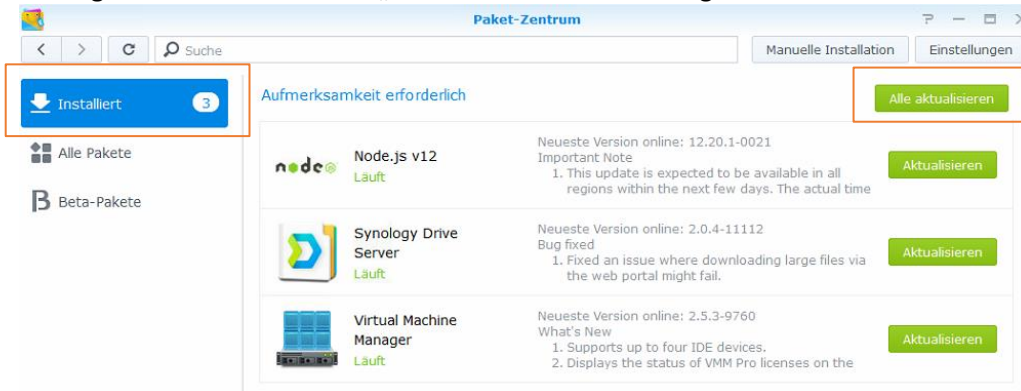 Paket-Zentrum
Suche
Manuelle Installation
Einstellungen
Installiert
3
Alle Pakete
Beta-Pakete
Aufmerksamkeit erforderlich
Alle aktualisieren
node
Node.js v12
Läuft
Neueste Version online: 12.20.1-0021
Important Note
1. This update is expected to be available in all
regions within the next few days. The actual time
Aktualisieren
Synology Drive
Server
Läuft
Neueste Version online: 2.0.4-11112
Bug fixed
1. Fixed an issue where downloading large files via
the web portal might fail.
Aktualisieren
Virtual Machine
Manager
Läuft
Neueste Version online: 2.5.3-9760
What's New
1. Supports up to four IDE devices.
2. Displays the status of VMM Pro licenses on the
Aktualisieren